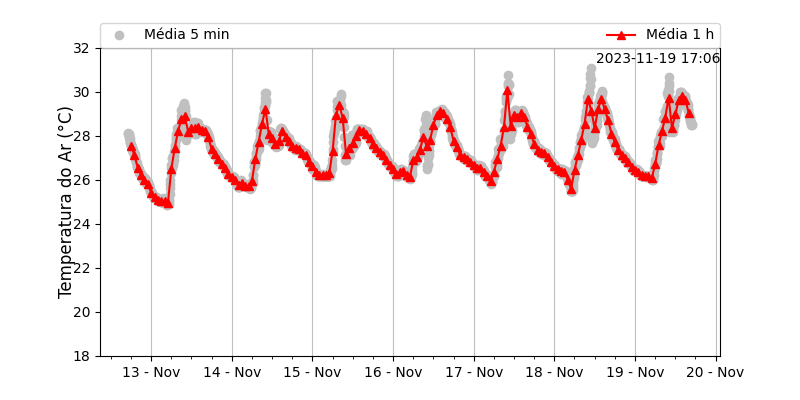 Média 5 min
Média 1 h
2023-11-19 17:06
Temperatura do Ar (°C)
32
30
28
26
24
22
20
18
13 - Nov
14 - Nov
15 - Nov
16 - Nov
17 - Nov
18 - Nov
19 - Nov
20 - Nov